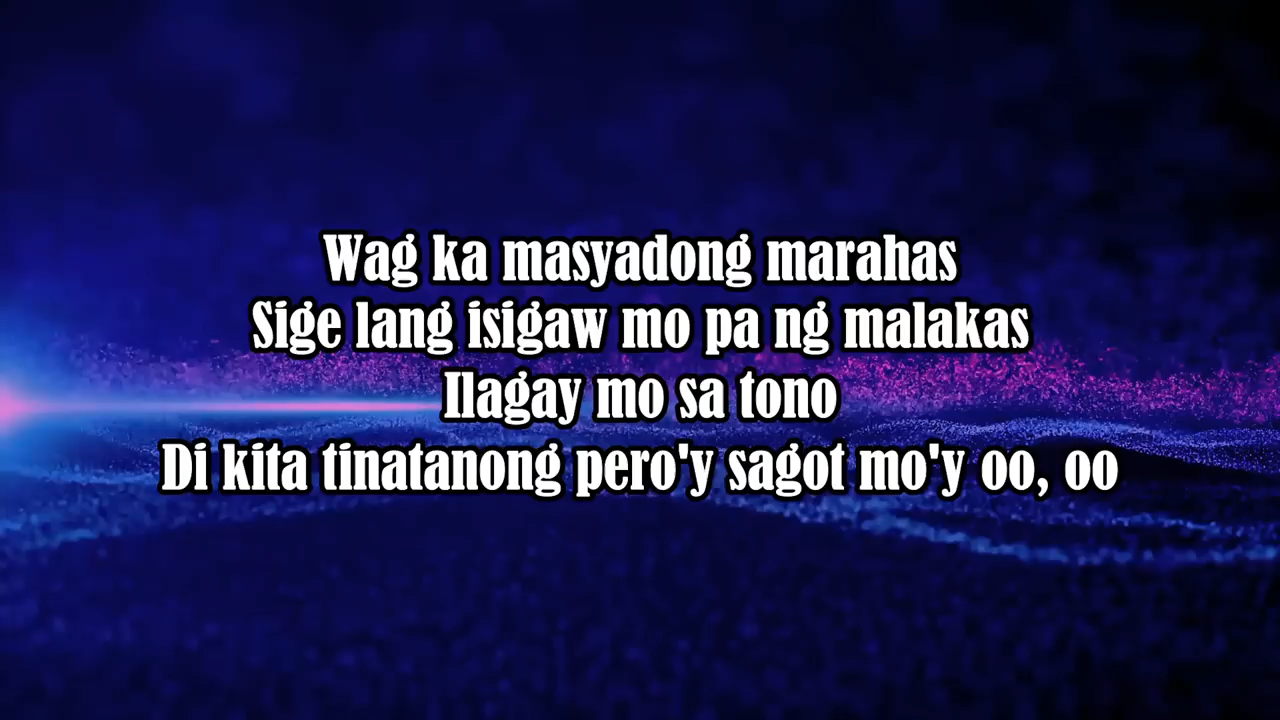 Wag ka masyadong marahas
Sige lang isigaw mo pa ng malakas
Ilagay mo sa tono
Di kita tinatanong pero'y sagot mo'y oo, oo